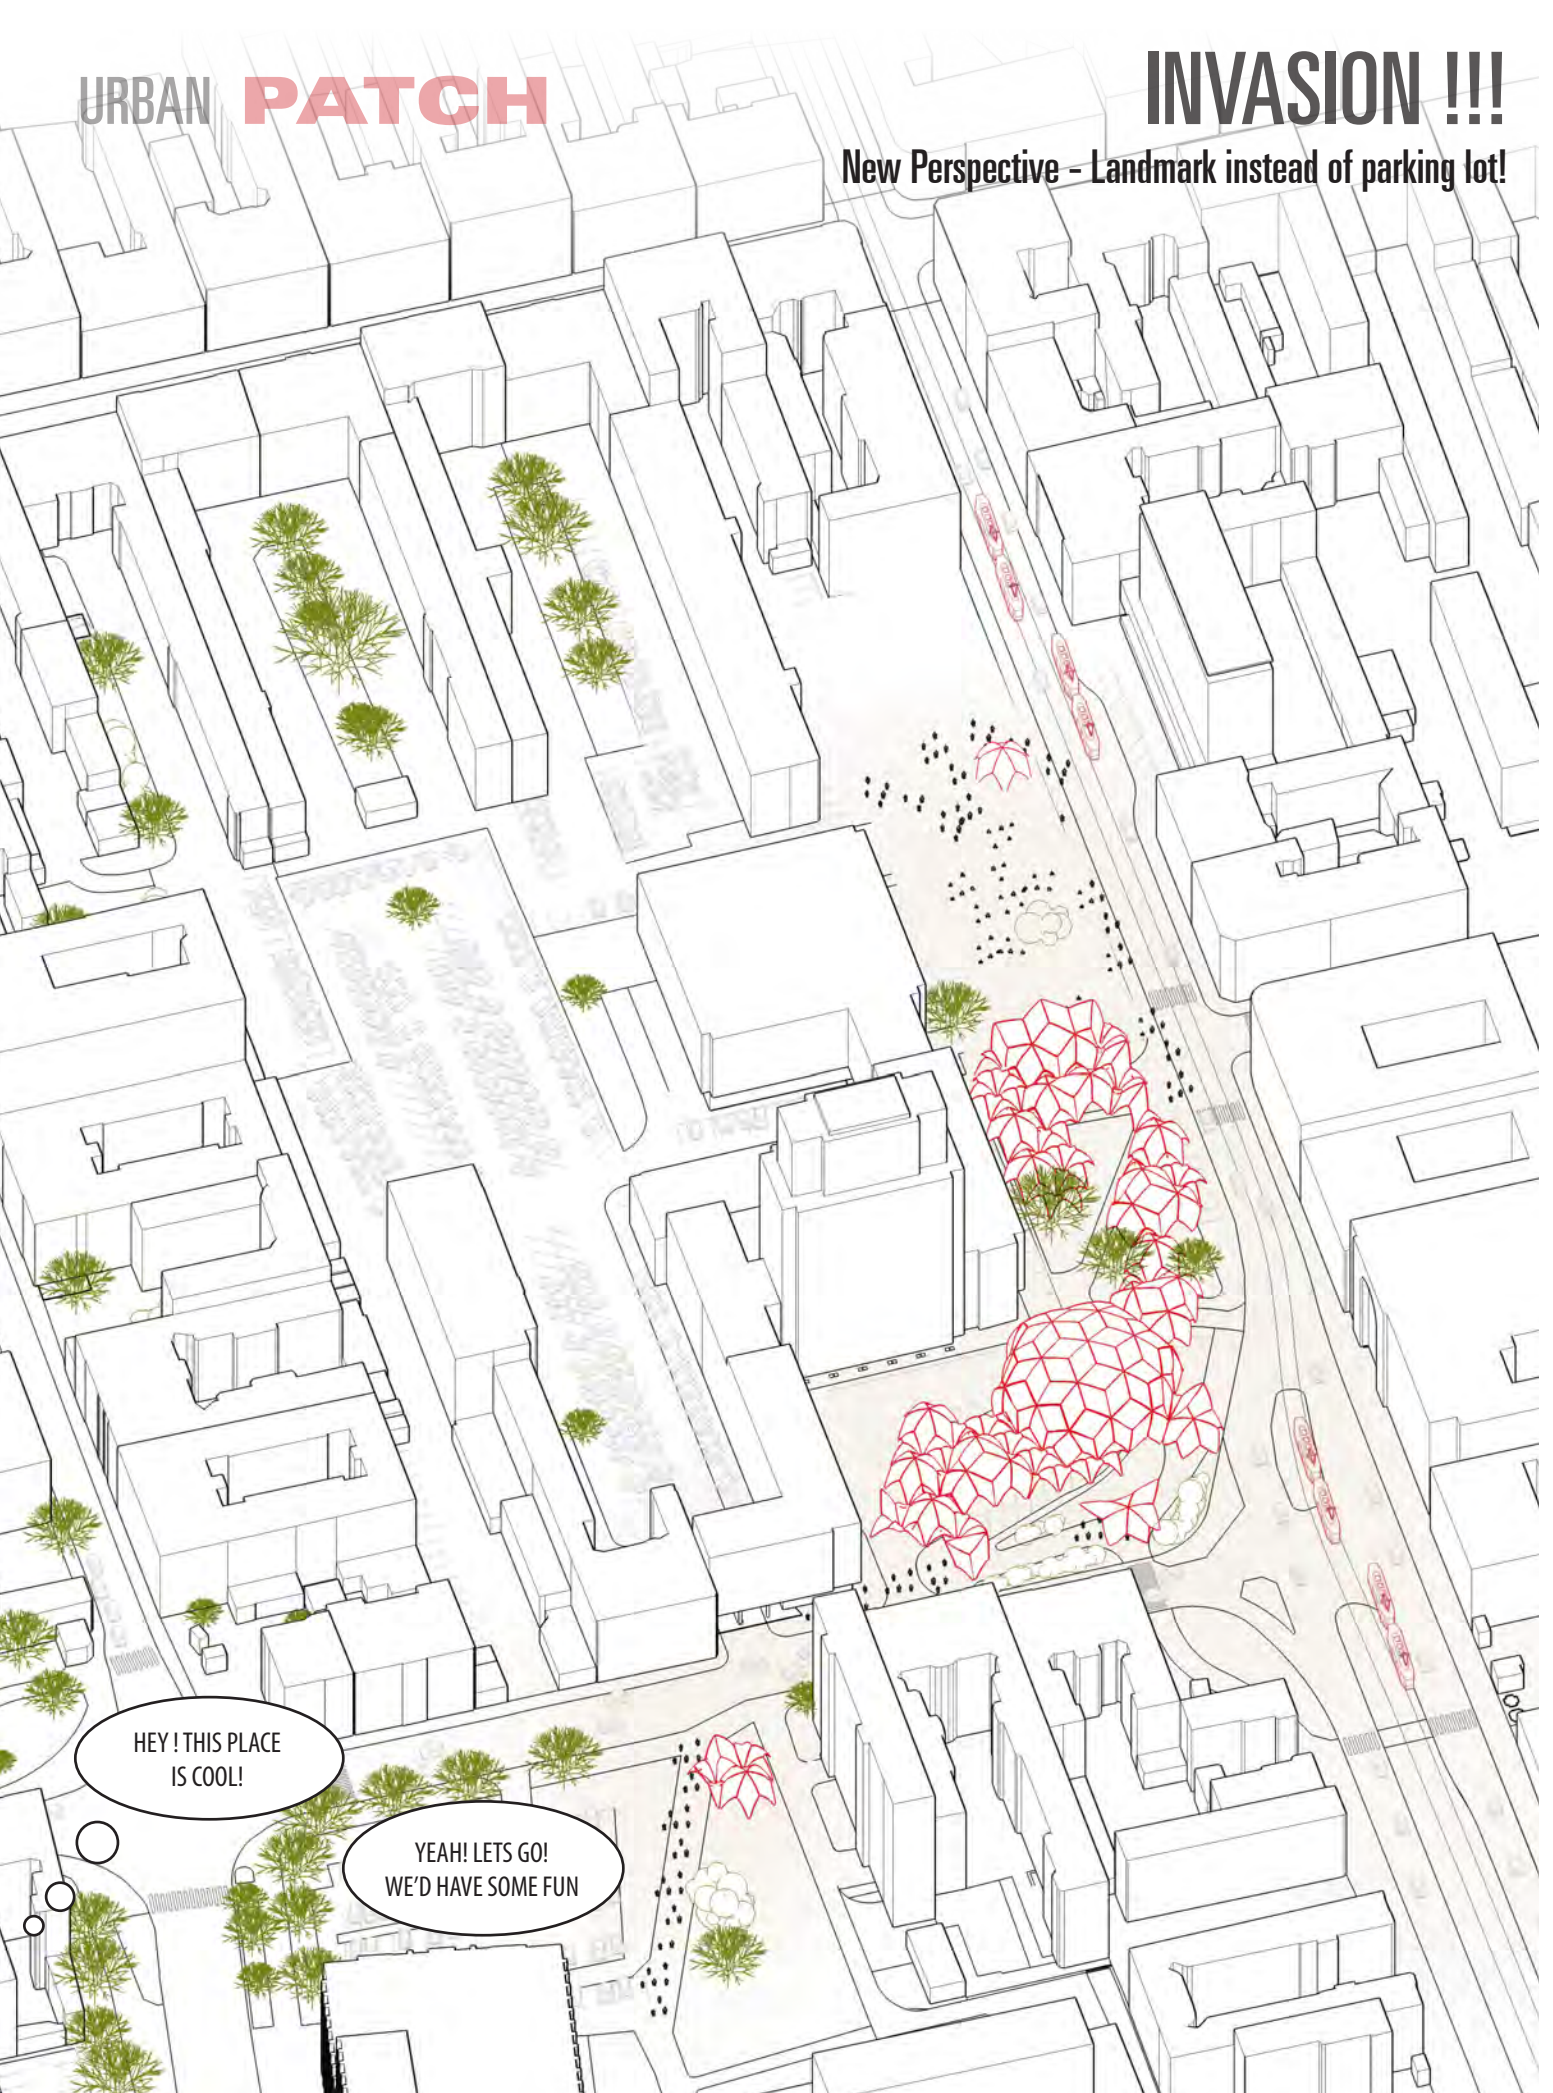 URBAN PATCH
INVASION !!!
New Perspective - Landmark instead of parking lot!
HEY ! THIS PLACE
IS COOL!
YEAH! LETS GO!
WE'D HAVE SOME FUN